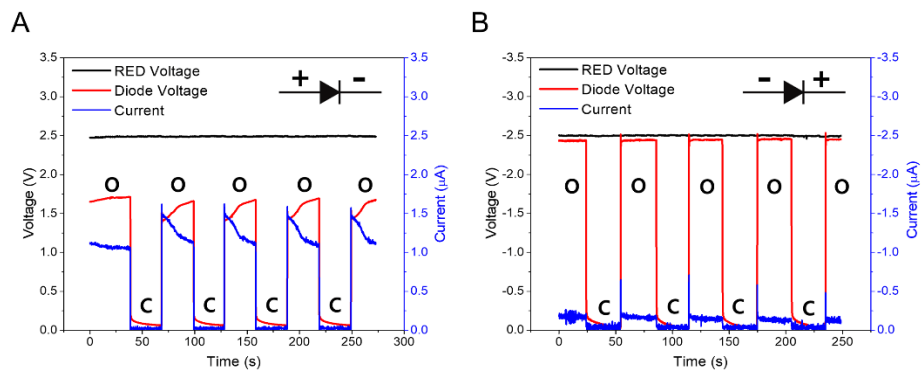 A
RED Voltage
Diode Voltage
Current
+ -
3.5
3.0
2.5
2.0
1.5
1.0
0.5
0.0
Voltage (V)
O O O O O
C C C C
3.5
3.0
2.5
2.0
1.5
1.0
0.5
0.0
Current (μA)
0 50 100 150 200 250 300
Time (s)
B
RED Voltage
Diode Voltage
Current
- +
-3.5
-3.0
-2.5
-2.0
-1.5
-1.0
-0.5
-0.0
Voltage (V)
O O O O O
C C C C
-3.5
-3.0
-2.5
-2.0
-1.5
-1.0
-0.5
0.0
Current (μA)
0 50 100 150 200 250
Time (s)